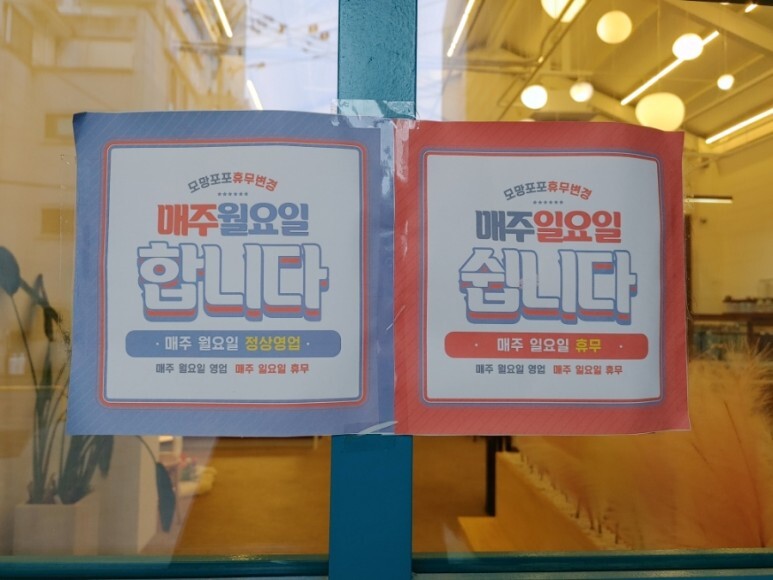 모망포포휴무변경
매주월요일
합니다
· 매주 월요일 정상영업 ·
매주 월요일 영업 매주 일요일 휴무
모망포포휴무변경
매주일요일
쉽니다
· 매주 일요일 휴무 ·
매주 월요일 영업 매주 일요일 휴무